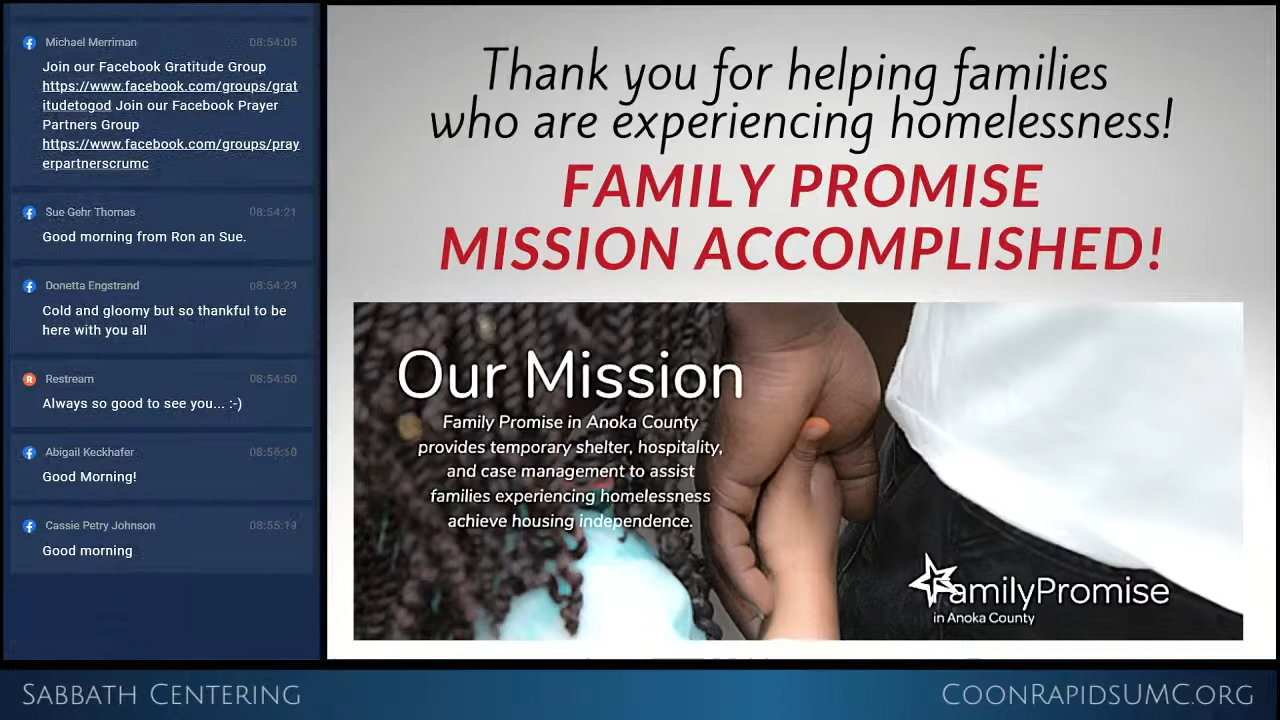 Michael Merriman 08:54:05
Join our Facebook Gratitude Group
https://www.facebook.com/groups/grat
itudetogod Join our Facebook Prayer
Partners Group
https://www.facebook.com/groups/pray
erpartnerscrumc
Sue Gehr Thomas 08:54:21
Good morning from Ron an Sue.
Donetta Engstrand 08:54:23
Cold and gloomy but so thankful to be
here with you all
R Restream 08:54:50
Always so good to see you... :-)
Abigail Keckhafer
Good Morning!
Cassie Petry Johnson 08:55:19
Good morning
Thank you for helping families
who are experiencing homelessness!
FAMILY PROMISE
MISSION ACCOMPLISHED!
Our Mission
Family Promise in Anoka County
provides temporary shelter, hospitality,
and case management to assist
families experiencing homelessness
achieve housing independence.
FamilyPromise
in Anoka County
SABBATH CENTERING
COONRAPIDSUMC.ORG